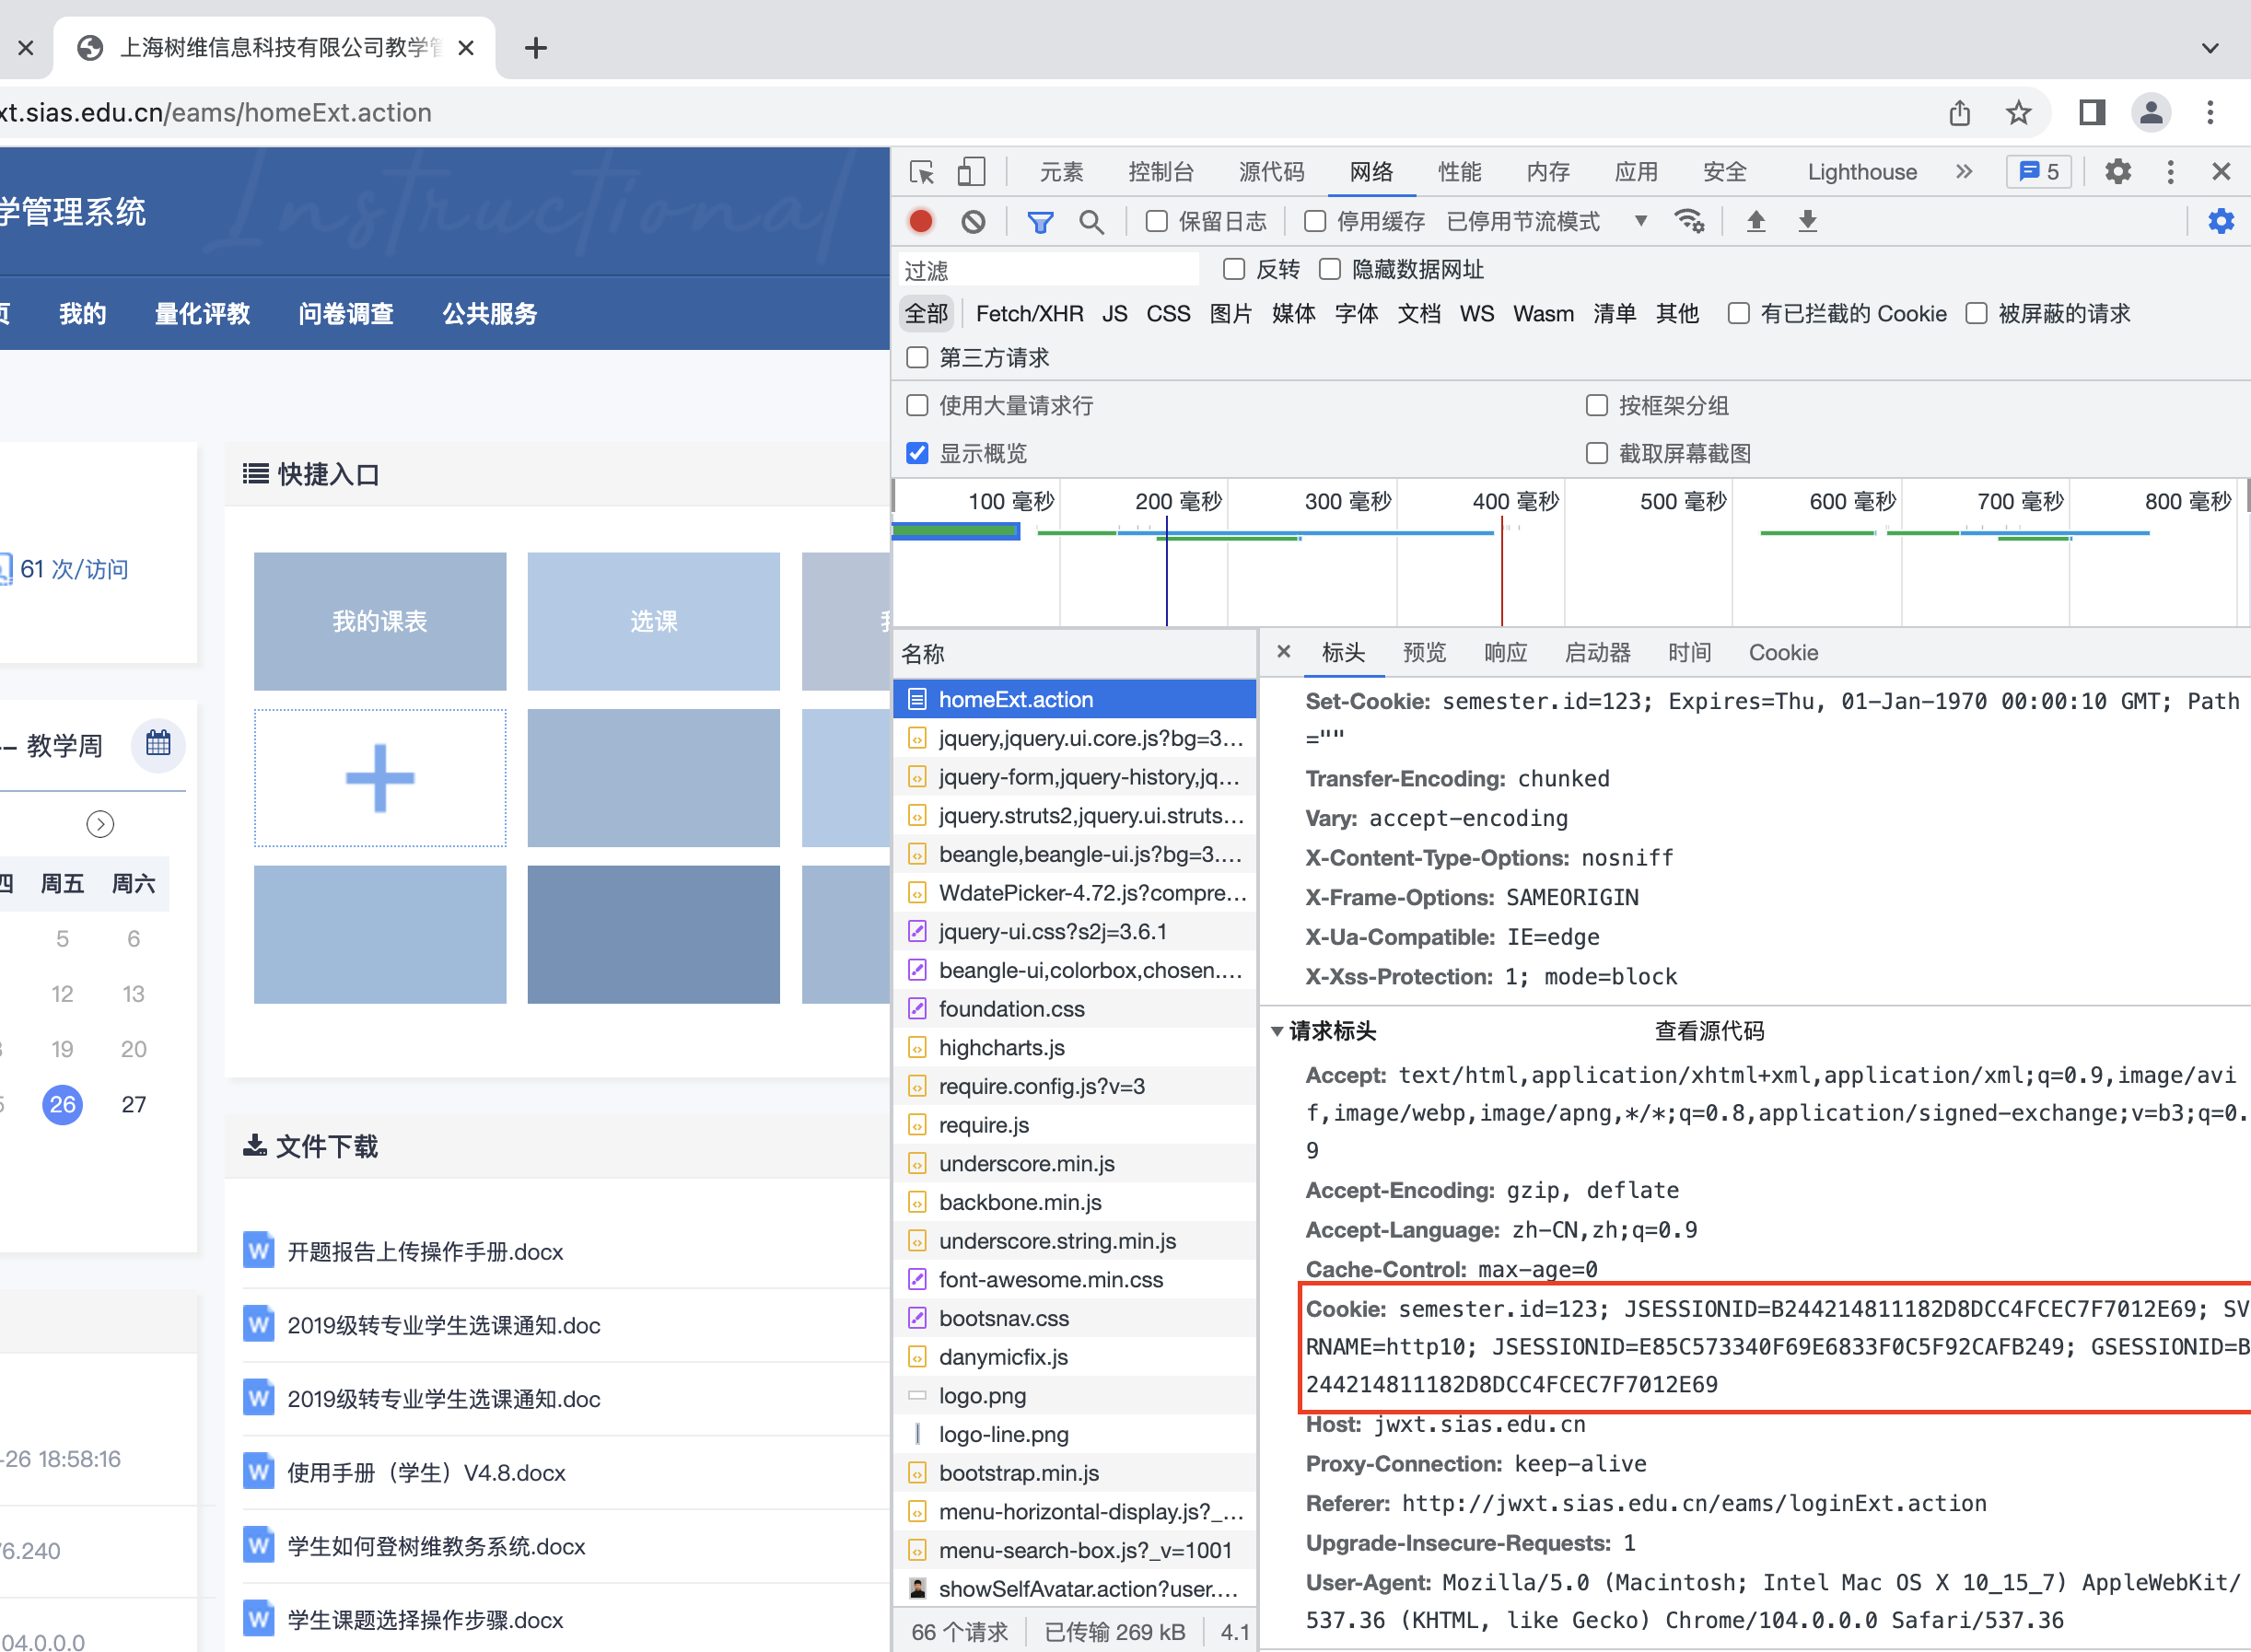 上海树维信息科技有限公司教学管
xt.sias.edu.cn/eams/homeExt.action
Instructional
学管理系统
页 我的 量化评教 问卷调查 公共服务
61 次/访问
-- 教学周
四 周五 周六
5 6
12 13
19 20
26 27
-26 18:58:16
6.240
04.0.0.0
快捷入口
我的课表 选课
文件下载
开题报告上传操作手册.docx
2019级转专业学生选课通知.doc
2019级转专业学生选课通知.doc
使用手册（学生）V4.8.docx
学生如何登树维教务系统.docx
学生课题选择操作步骤.docx
元素 控制台 源代码 网络 性能 内存 应用 安全 Lighthouse » 5
保留日志 停用缓存 已停用节流模式
过滤 反转 隐藏数据网址
全部 Fetch/XHR JS CSS 图片 媒体 字体 文档 WS Wasm 清单 其他 有已拦截的 Cookie 被屏蔽的请求
第三方请求
使用大量请求行 按框架分组
显示概览 截取屏幕截图
100 毫秒 200 毫秒 300 毫秒 400 毫秒 500 毫秒 600 毫秒 700 毫秒 800 毫秒
名称
homeExt.action
jquery,jquery.ui.core.js?bg=3...
jquery-form,jquery-history,jq...
jquery.struts2,jquery.ui.struts...
beangle,beangle-ui.js?bg=3....
WdatePicker-4.72.js?compre...
jquery-ui.css?s2j=3.6.1
beangle-ui,colorbox,chosen....
foundation.css
highcharts.js
require.config.js?v=3
require.js
underscore.min.js
backbone.min.js
underscore.string.min.js
font-awesome.min.css
bootsnav.css
danymicfix.js
logo.png
logo-line.png
bootstrap.min.js
menu-horizontal-display.js?_...
menu-search-box.js?_v=1001
showSelfAvatar.action?user....
66 个请求 已传输 269 kB 4.1
标头 预览 响应 启动器 时间 Cookie
Set-Cookie: semester.id=123; Expires=Thu, 01-Jan-1970 00:00:10 GMT; Path
=""
Transfer-Encoding: chunked
Vary: accept-encoding
X-Content-Type-Options: nosniff
X-Frame-Options: SAMEORIGIN
X-Ua-Compatible: IE=edge
X-Xss-Protection: 1; mode=block
请求标头 查看源代码
Accept: text/html,application/xhtml+xml,application/xml;q=0.9,image/avi
f,image/webp,image/apng,*/*;q=0.8,application/signed-exchange;v=b3;q=0.
9
Accept-Encoding: gzip, deflate
Accept-Language: zh-CN,zh;q=0.9
Cache-Control: max-age=0
Cookie: semester.id=123; JSESSIONID=B244214811182D8DCC4FCEC7F7012E69; SV
RNAME=http10; JSESSIONID=E85C573340F69E6833F0C5F92CAFB249; GSESSIONID=B
244214811182D8DCC4FCEC7F7012E69
Host: jwxt.sias.edu.cn
Proxy-Connection: keep-alive
Referer: http://jwxt.sias.edu.cn/eams/loginExt.action
Upgrade-Insecure-Requests: 1
User-Agent: Mozilla/5.0 (Macintosh; Intel Mac OS X 10_15_7) AppleWebKit/
537.36 (KHTML, like Gecko) Chrome/104.0.0.0 Safari/537.36